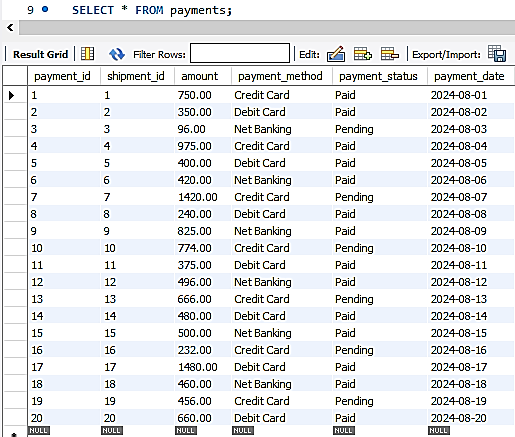 9 SELECT * FROM payments;
Result Grid Filter Rows: Edit: Export/Import:
payment_id shipment_id amount payment_method payment_status payment_date
1 1 750.00 Credit Card Paid 2024-08-01
2 2 350.00 Debit Card Paid 2024-08-02
3 3 96.00 Net Banking Pending 2024-08-03
4 4 975.00 Credit Card Paid 2024-08-04
5 5 400.00 Debit Card Paid 2024-08-05
6 6 420.00 Net Banking Paid 2024-08-06
7 7 1420.00 Credit Card Pending 2024-08-07
8 8 240.00 Debit Card Paid 2024-08-08
9 9 825.00 Net Banking Paid 2024-08-09
10 10 774.00 Credit Card Pending 2024-08-10
11 11 375.00 Debit Card Paid 2024-08-11
12 12 496.00 Net Banking Paid 2024-08-12
13 13 666.00 Credit Card Pending 2024-08-13
14 14 480.00 Debit Card Paid 2024-08-14
15 15 500.00 Net Banking Paid 2024-08-15
16 16 232.00 Credit Card Pending 2024-08-16
17 17 1480.00 Debit Card Paid 2024-08-17
18 18 460.00 Net Banking Paid 2024-08-18
19 19 456.00 Credit Card Pending 2024-08-19
20 20 660.00 Debit Card Paid 2024-08-20
NULL NULL NULL NULL NULL NULL